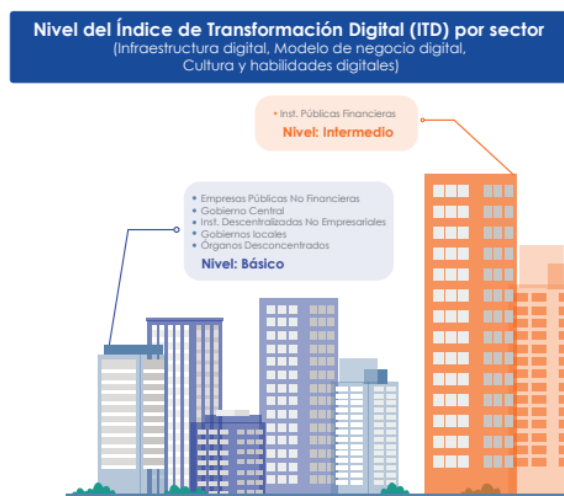 Nivel del Índice de Transformación Digital (ITD) por sector
(Infraestructura digital, Modelo de negocio digital,
Cultura y habilidades digitales)
• Inst. Públicas Financieras
Nivel: Intermedio
• Empresas Públicas No Financieras
• Gobierno Central
• Inst. Descentralizadas No Empresariales
• Gobiernos locales
• Órganos Desconcentrados
Nivel: Básico